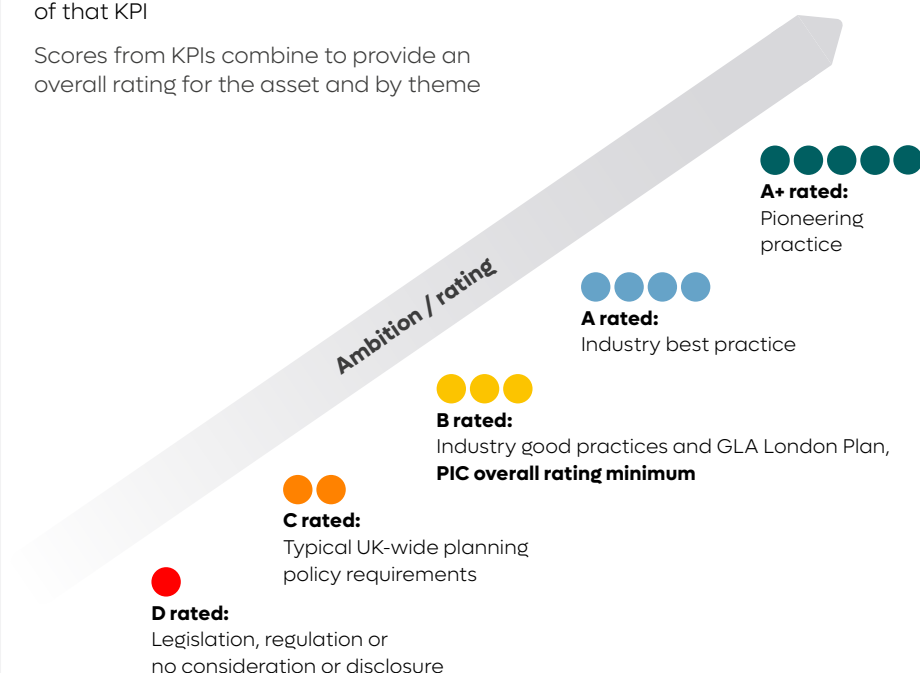 of that KPI
Scores from KPIs combine to provide an
overall rating for the asset and by theme
A+ rated:
Pioneering
practice
Ambition / rating
A rated:
Industry best practice
B rated:
Industry good practices and GLA London Plan,
PIC overall rating minimum
C rated:
Typical UK-wide planning
policy requirements
D rated:
Legislation, regulation or
no consideration or disclosure